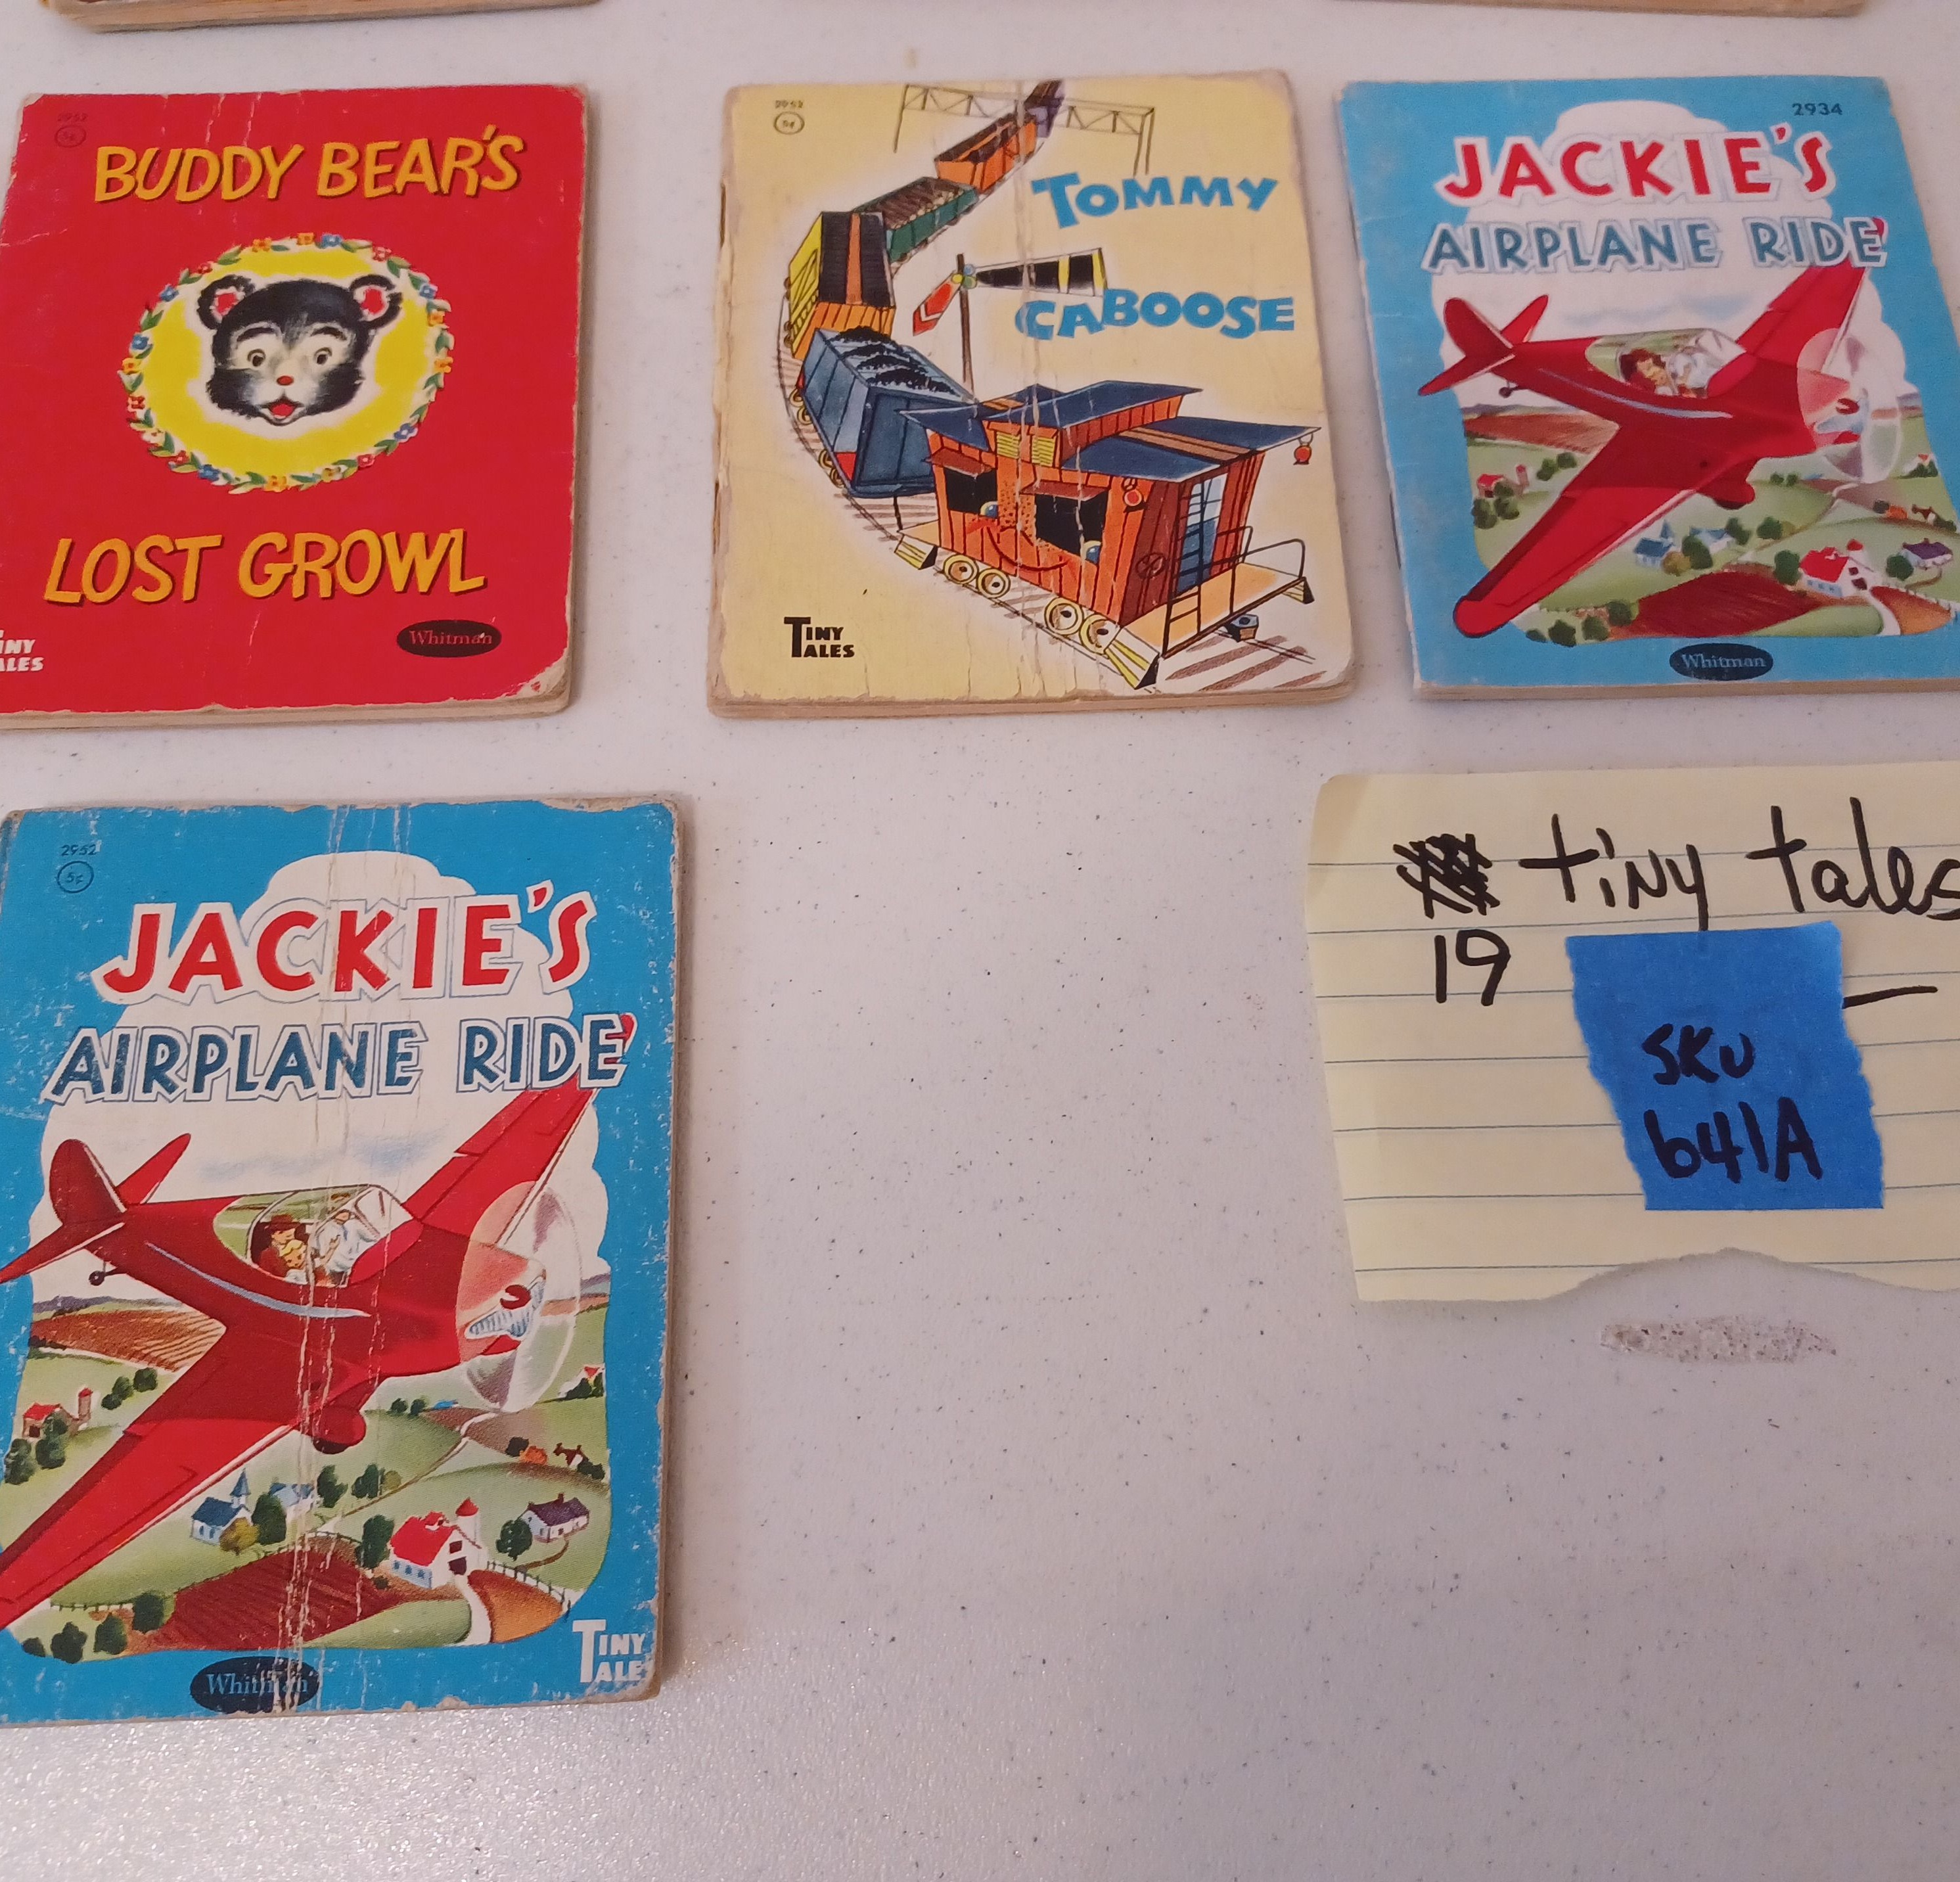 2952
5¢
BUDDY BEAR'S
LOST GROWL
INY
ALES
Whitman
2952
5¢
TOMMY
CABOOSE
TINY
TALES
2934
JACKIE'S
AIRPLANE RIDE
Whitman
2952
5¢
JACKIE'S
AIRPLANE RIDE
Whitman
TINY
TALE
tiny tales
19
SKU
641A